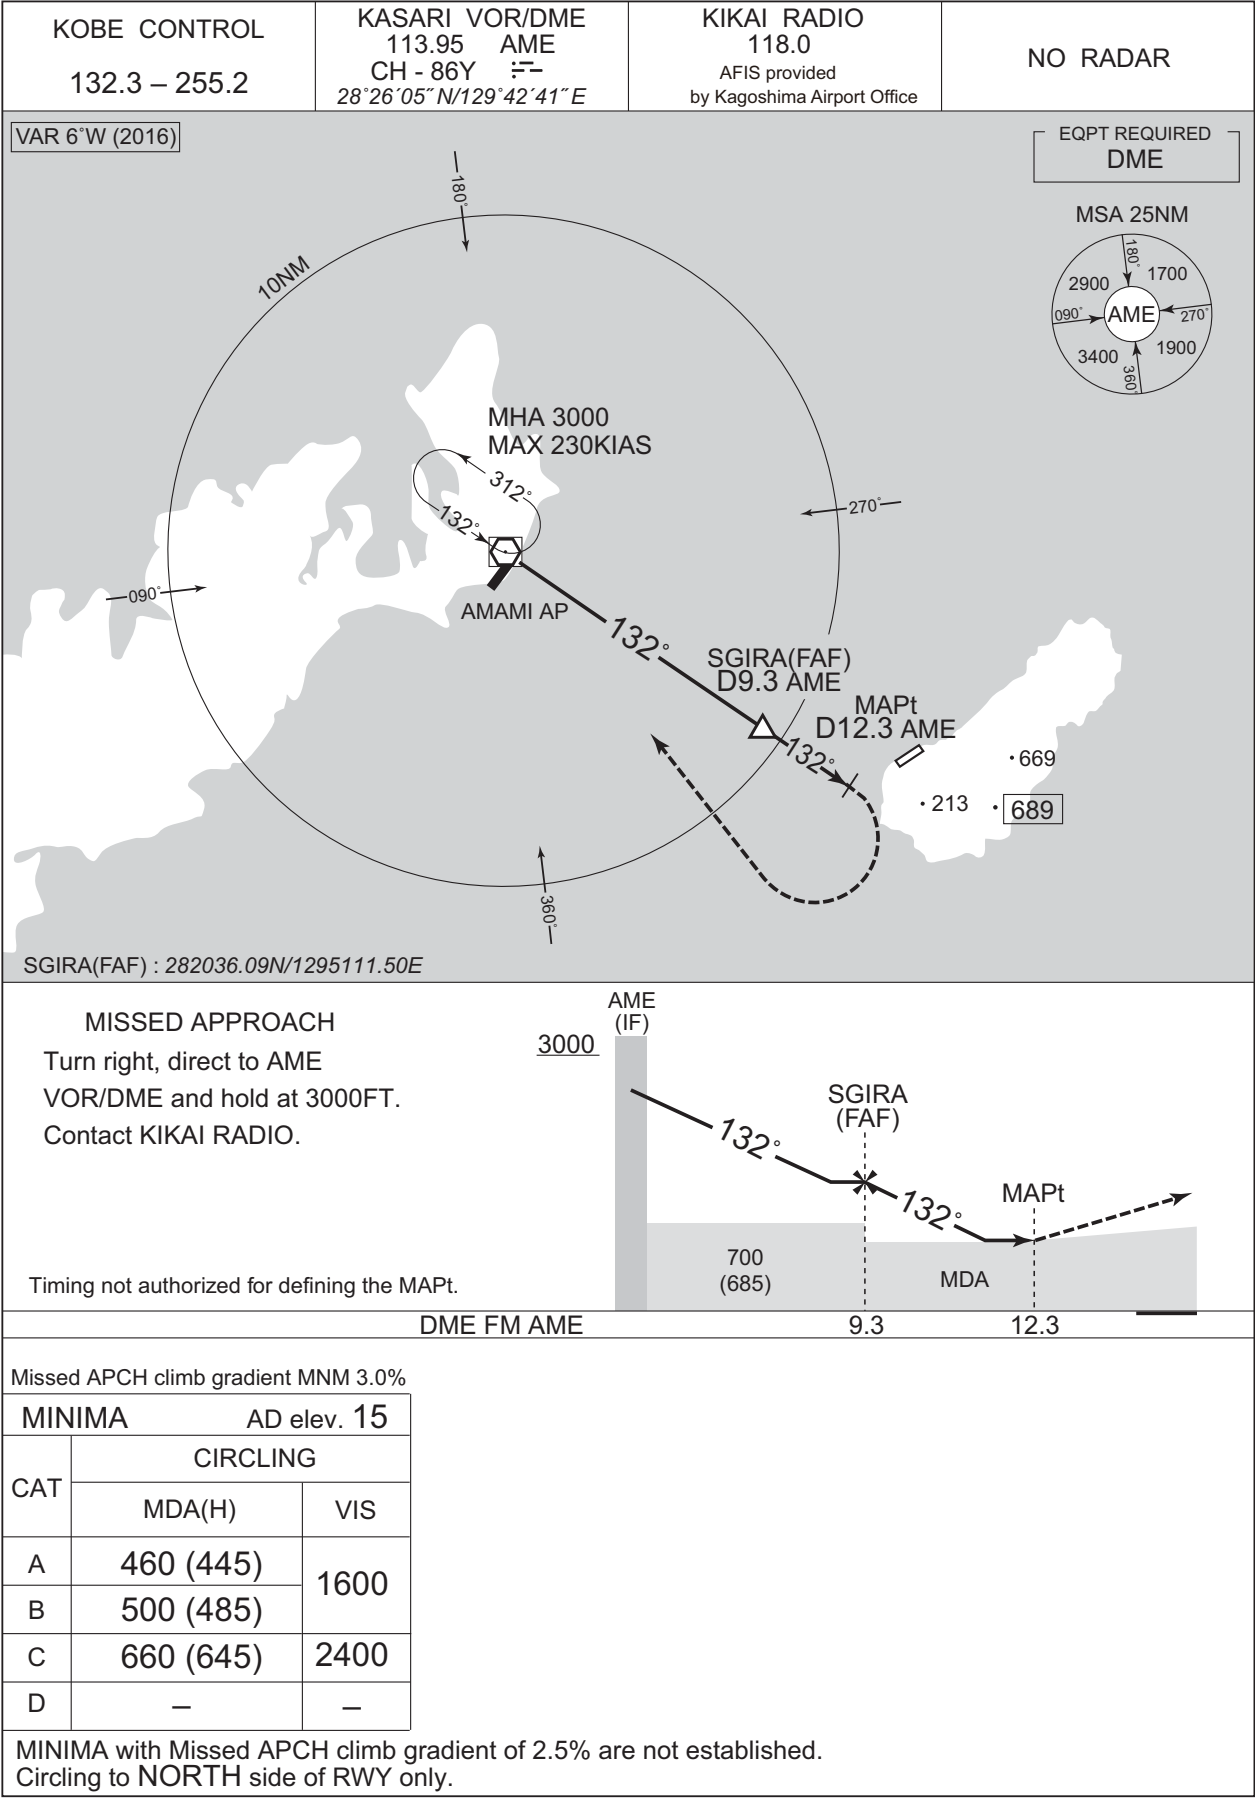 KOBE CONTROL
132.3 – 255.2
KASARI VOR/DME
113.95 AME
CH - 86Y
28˚26´05˝ N/129˚42´41˝ E
KIKAI RADIO
118.0
AFIS provided
by Kagoshima Airport Office
NO RADAR
VAR 6˚W (2016)
EQPT REQUIRED
DME
MSA 25NM
180˚
2900
1700
090˚
AME
270˚
3400
1900
360˚
180˚
10NM
MHA 3000
MAX 230KIAS
312˚
132˚
270˚
090˚
AMAMI AP
132˚
SGIRA(FAF)
D9.3 AME
MAPt
D12.3 AME
132˚
669
213
689
360˚
SGIRA(FAF) : 282036.09N/1295111.50E
MISSED APPROACH
Turn right, direct to AME
VOR/DME and hold at 3000FT.
Contact KIKAI RADIO.
Timing not authorized for defining the MAPt.
AME
(IF)
3000
SGIRA
(FAF)
132˚
132˚
MAPt
700
(685)
MDA
DME FM AME
9.3
12.3
Missed APCH climb gradient MNM 3.0%
MINIMA AD elev. 15
CAT
CIRCLING
MDA(H)
VIS
A
460 (445)
1600
B
500 (485)
C
660 (645)
2400
D
–
–
MINIMA with Missed APCH climb gradient of 2.5% are not established.
Circling to NORTH side of RWY only.